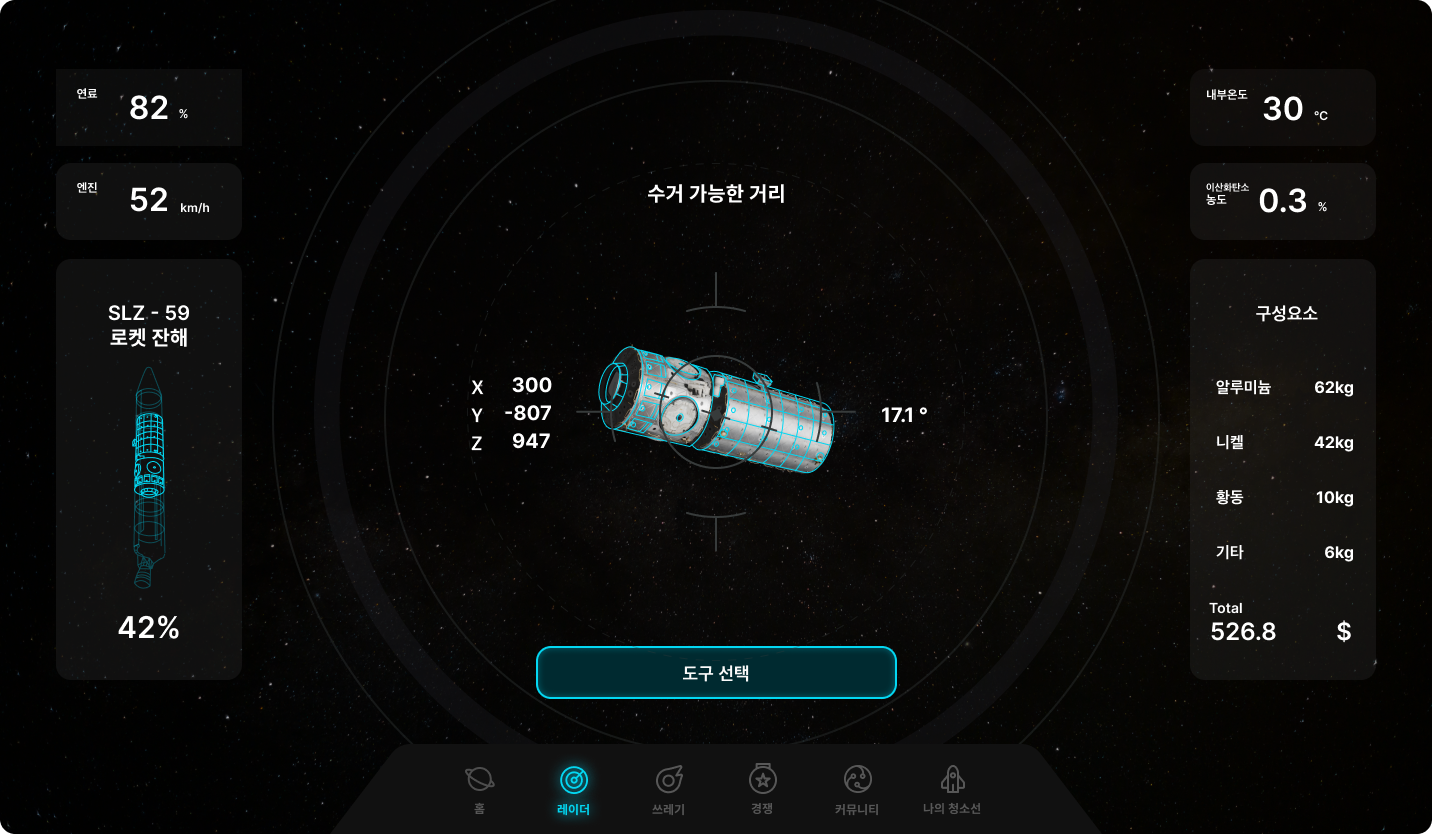 연료
82 %
엔진
52 km/h
SLZ - 59
로켓 잔해
42%
수거 가능한 거리
X 300
Y -807
Z 947
17.1 °
도구 선택
내부온도
30 °C
이산화탄소
농도
0.3 %
구성요소
알루미늄 62kg
니켈 42kg
황동 10kg
기타 6kg
Total
526.8 $
홈
레이더
쓰레기
경쟁
커뮤니티
나의 청소선